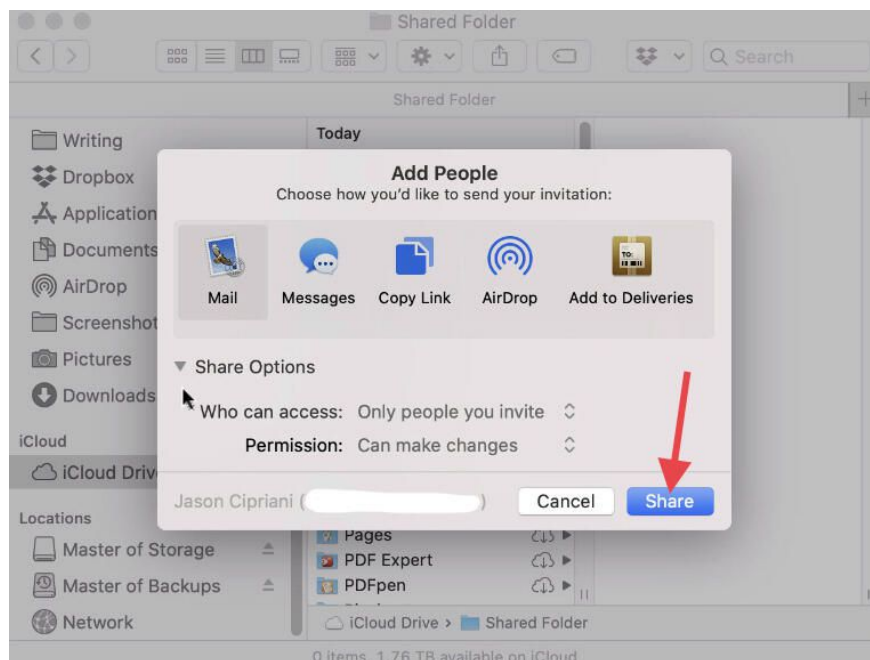 Shared Folder
Search
Shared Folder
Writing
Today
Dropbox
Application
Documents
AirDrop
Screenshot
Pictures
Downloads
iCloud
iCloud Driv
Locations
Master of Storage
Master of Backups
Network
Add People
Choose how you'd like to send your invitation:
TO:
Mail Messages Copy Link AirDrop Add to Deliveries
Share Options
Who can access: Only people you invite
Permission: Can make changes
Jason Cipriani ( )
Cancel Share
Pages
PDF Expert
PDFpen
iCloud Drive › Shared Folder
0 items, 1.76 TB available on iCloud